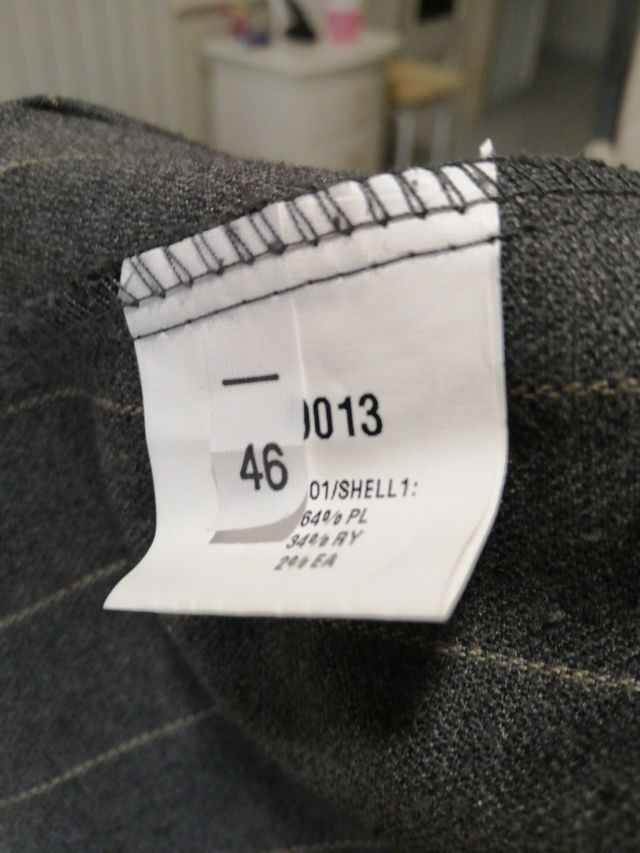 0013
46
01/SHELL1:
64% PL
34% RY
2% EA